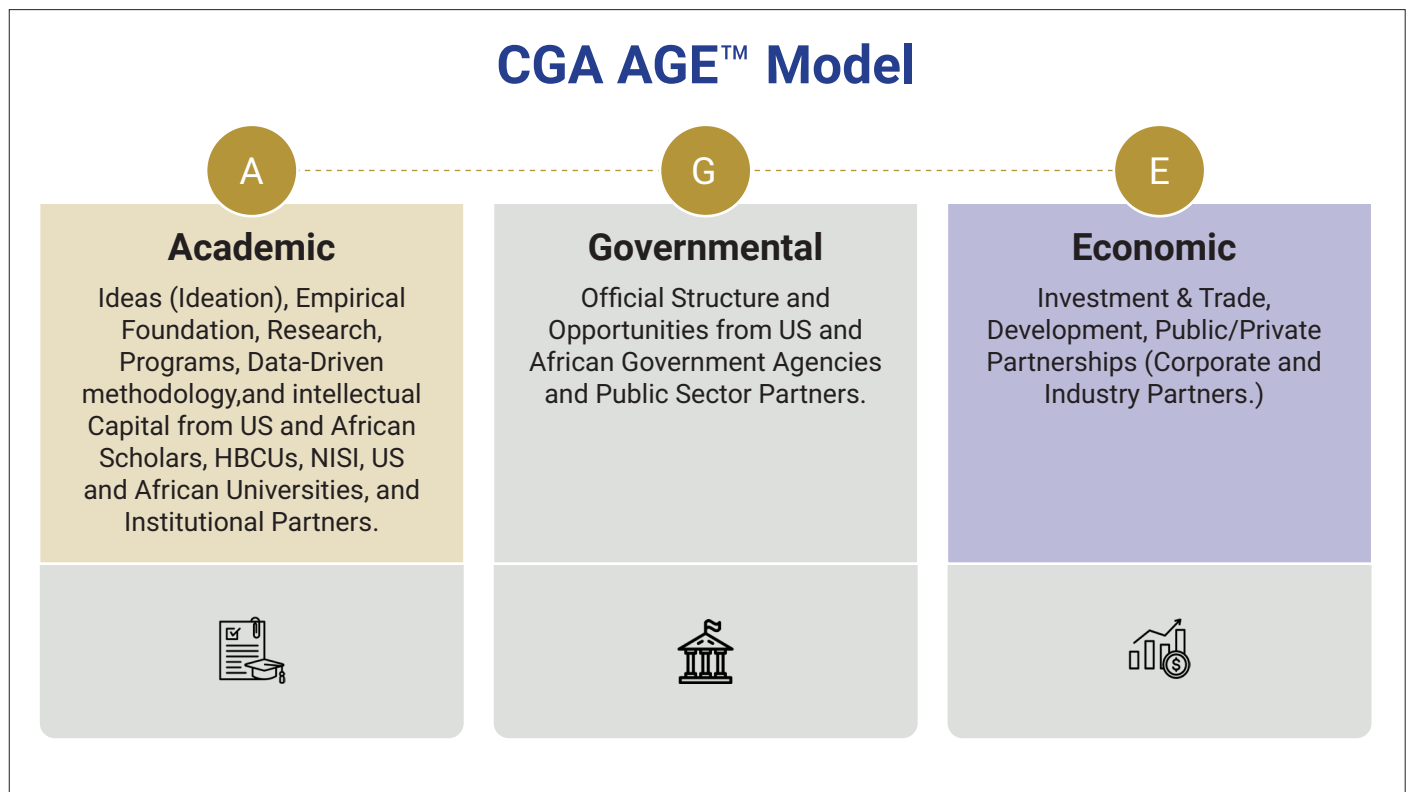 CGA AGE™ Model
A
G
E
Academic
Ideas (Ideation), Empirical
Foundation, Research,
Programs, Data-Driven
methodology,and intellectual
Capital from US and African
Scholars, HBCUs, NISI, US
and African Universities, and
Institutional Partners.
Governmental
Official Structure and
Opportunities from US and
African Government Agencies
and Public Sector Partners.
Economic
Investment & Trade,
Development, Public/Private
Partnerships (Corporate and
Industry Partners.)
$